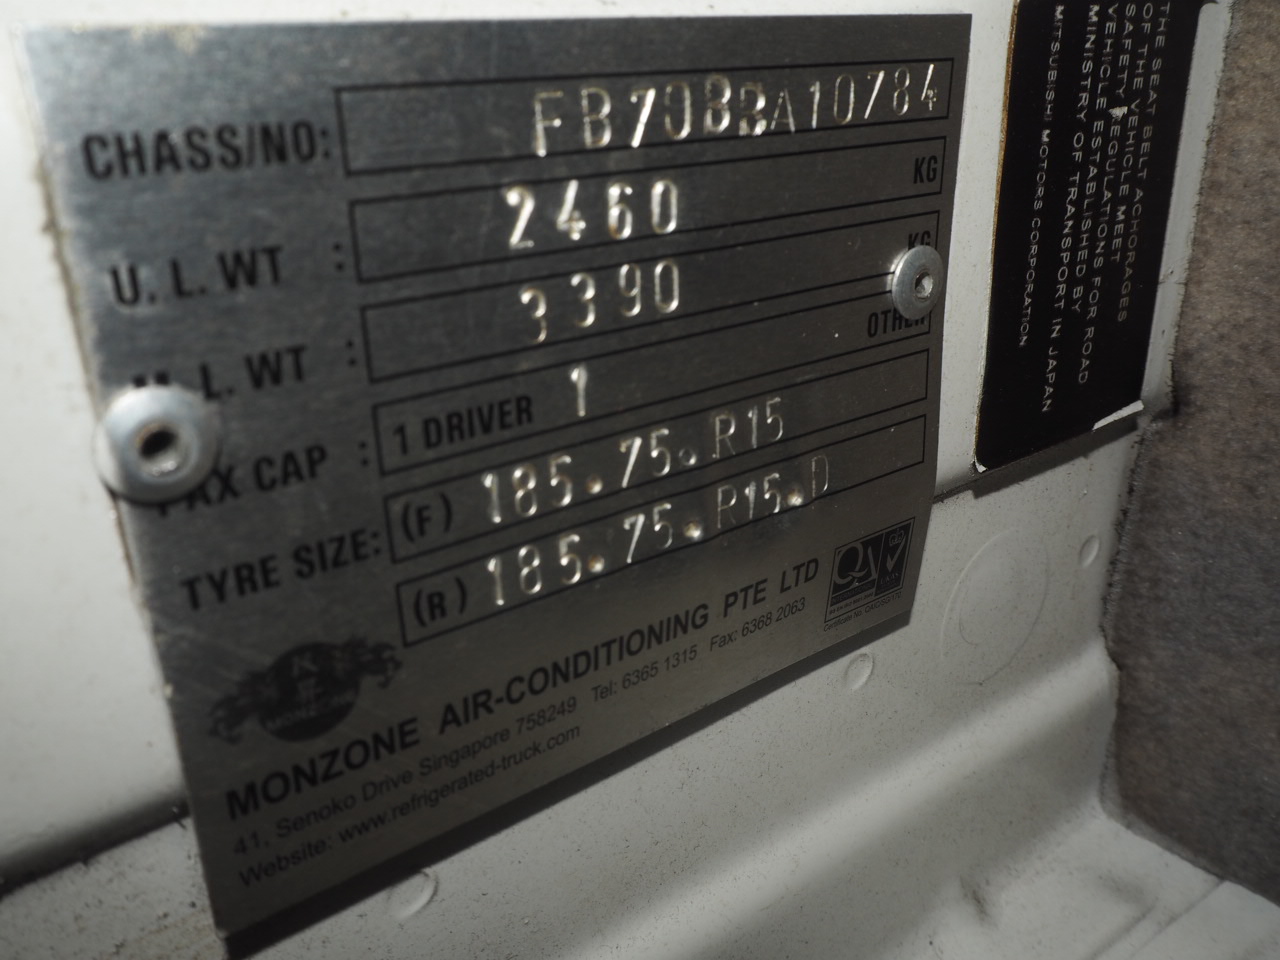 CHASS/NO: FB70BBA10784
U. L. WT : 2460 KG
M. L. WT : 3390 KG
PAX CAP : 1 DRIVER 1 OTHER
TYRE SIZE: (F) 185.75.R15
(R) 185.75.R15.D
MONZONE AIR-CONDITIONING PTE LTD
41, Senoko Drive Singapore 758249 Tel: 6365 1315 Fax: 6368 2063
Website: www.refrigerated-truck.com
QA
THE SEAT BELT ACHORAGES
OF THE VEHICLE MEET
SAFETY REGULATIONS FOR ROAD
VEHICLE ESTABLISHED BY
MINISTRY OF TRANSPORT IN JAPAN
MITSUBISHI MOTORS CORPORATION